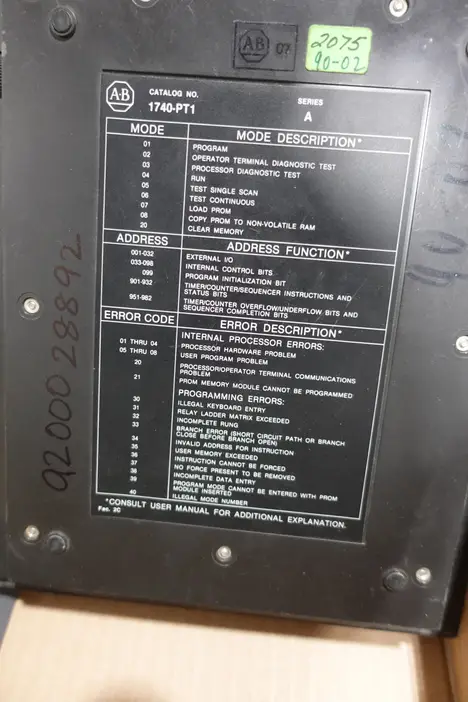 AB 07
2075
90-02
A-B
CATALOG NO. SERIES
1740-PT1 A
MODE MODE DESCRIPTION*
01 PROGRAM
02 OPERATOR TERMINAL DIAGNOSTIC TEST
03 PROCESSOR DIAGNOSTIC TEST
04 RUN
05 TEST SINGLE SCAN
06 TEST CONTINUOUS
07 LOAD PROM
08 COPY PROM TO NON-VOLATILE RAM
20 CLEAR MEMORY
ADDRESS ADDRESS FUNCTION*
001-032 EXTERNAL I/O
033-098 INTERNAL CONTROL BITS
099 PROGRAM INITIALIZATION BIT
901-932 TIMER/COUNTER/SEQUENCER INSTRUCTIONS AND
STATUS BITS
951-982 TIMER/COUNTER OVERFLOW/UNDERFLOW BITS AND
SEQUENCER COMPLETION BITS
ERROR CODE ERROR DESCRIPTION*
INTERNAL PROCESSOR ERRORS:
01 THRU 04 PROCESSOR HARDWARE PROBLEM
05 THRU 08 USER PROGRAM PROBLEM
20 PROCESSOR/OPERATOR TERMINAL COMMUNICATIONS
PROBLEM
21 PROM MEMORY MODULE CANNOT BE PROGRAMMED
PROGRAMMING ERRORS:
30 ILLEGAL KEYBOARD ENTRY
31 RELAY LADDER MATRIX EXCEEDED
32 INCOMPLETE RUNG
33 BRANCH ERROR (SHORT CIRCUIT PATH OR BRANCH
CLOSE BEFORE BRANCH OPEN)
34 INVALID ADDRESS FOR INSTRUCTION
35 USER MEMORY EXCEEDED
36 INSTRUCTION CANNOT BE FORCED
37 NO FORCE PRESENT TO BE REMOVED
38 INCOMPLETE DATA ENTRY
39 PROGRAM MODE CANNOT BE ENTERED WITH PROM
MODULE INSERTED
40 ILLEGAL MODE NUMBER
*CONSULT USER MANUAL FOR ADDITIONAL EXPLANATION.
Fac. 2C
9200028892